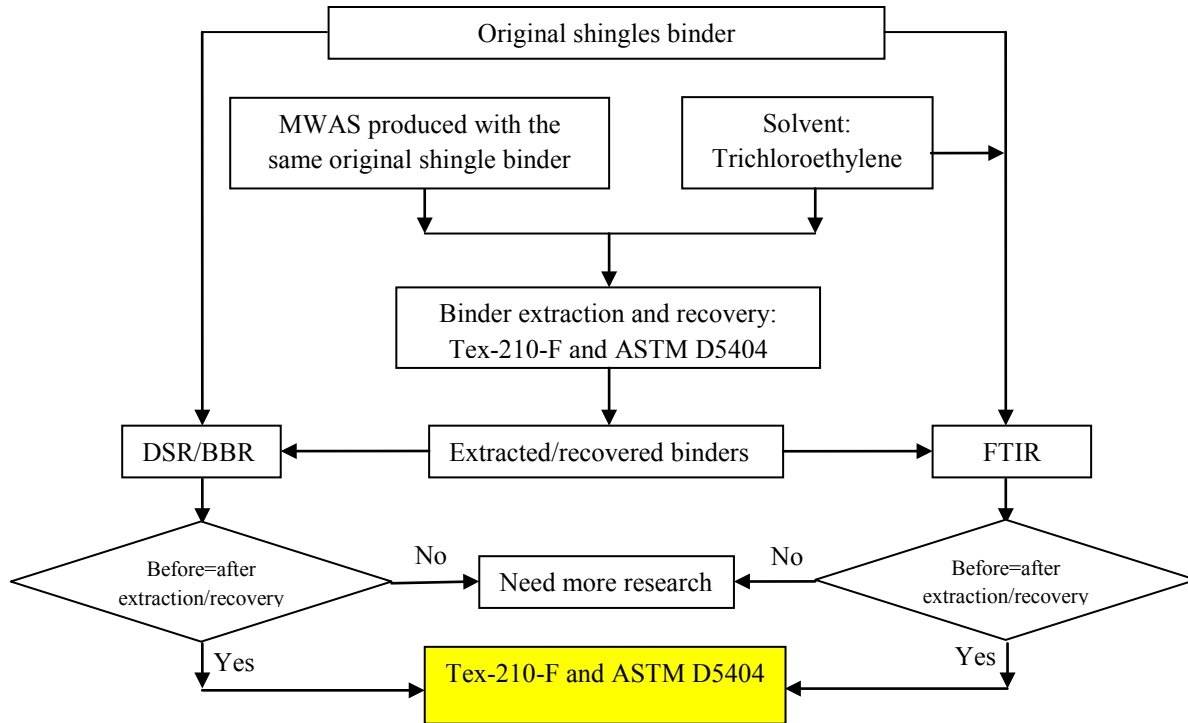 Original shingles binder
MWAS produced with the
same original shingle binder
Solvent:
Trichloroethylene
Binder extraction and recovery:
Tex-210-F and ASTM D5404
DSR/BBR
Extracted/recovered binders
FTIR
Before=after
extraction/recovery
No
Need more research
No
Before=after
extraction/recovery
Yes
Tex-210-F and ASTM D5404
Yes